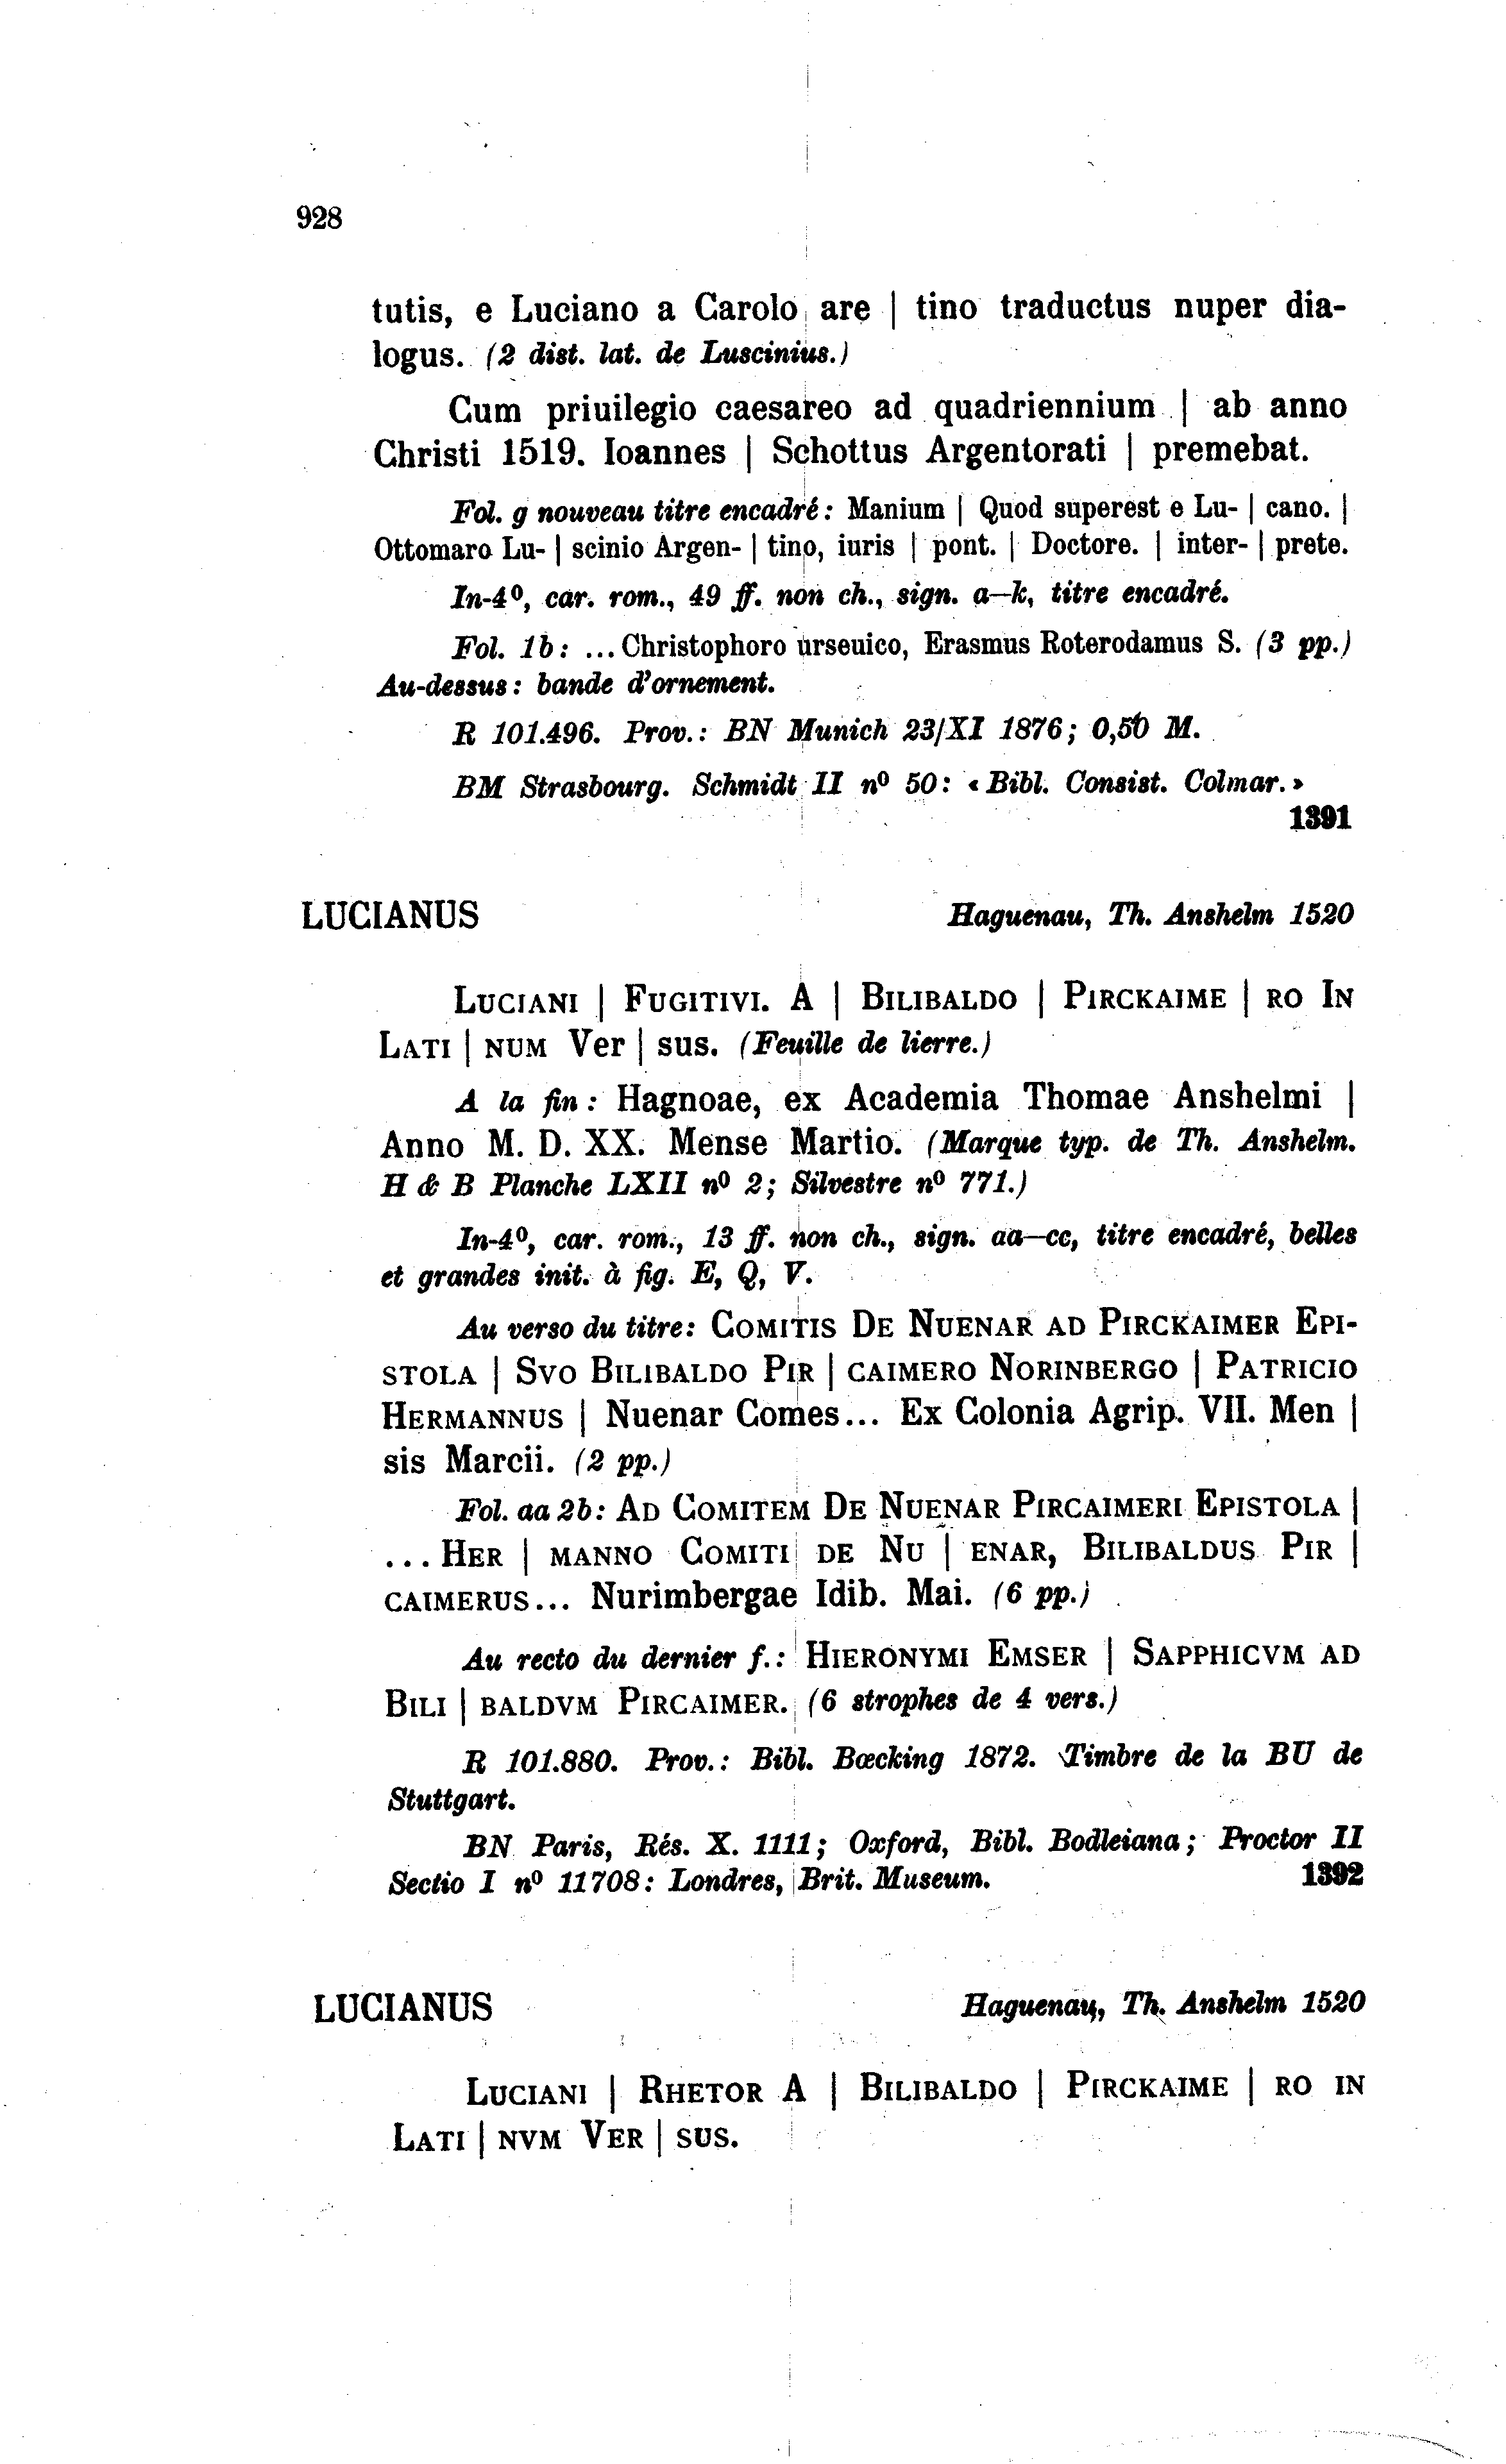 928
tutis, e Luciano a Carolo are | tino traductus nuper dia-
logus. (2 dist. lat. de Luscinius.)
Cum priuilegio caesareo ad quadriennium | ab anno
Christi 1519. Ioannes | Schottus Argentorati | premebat.
Fol. g nouveau titre encadré: Manium | Quod superest e Lu- | cano. |
Ottomaro Lu- | scinio Argen- | tino, iuris | pont. | Doctore. | inter- | prete.
In-4⁰, car. rom., 49 ff. non ch., sign. a—k, titre encadré.
Fol. 1b: ... Christophoro urseuico, Erasmus Roterodamus S. (3 pp.)
Au-dessus: bande d'ornement.
R 101.496. Prov.: BN Munich 23/XI 1876; 0,50 M.
BM Strasbourg. Schmidt II n⁰ 50: «Bibl. Consist. Colmar.»
1391
LUCIANUS Haguenau, Th. Anshelm 1520
LUCIANI | FUGITIVI. A | BILIBALDO | PIRCKAIME | RO IN
LATI | NUM Ver | sus. (Feuille de lierre.)
A la fin: Hagnoae, ex Academia Thomae Anshelmi |
Anno M. D. XX. Mense Martio. (Marque typ. de Th. Anshelm.
H & B Planche LXII n⁰ 2; Silvestre n⁰ 771.)
In-4⁰, car. rom., 13 ff. non ch., sign. aa—cc, titre encadré, belles
et grandes init. à fig. E, Q, V.
Au verso du titre: COMITIS DE NUENAR AD PIRCKAIMER EPI-
STOLA | SVO BILIBALDO PIR | CAIMERO NORINBERGO | PATRICIO
HERMANNUS | Nuenar Comes... Ex Colonia Agrip. VII. Men |
sis Marcii. (2 pp.)
Fol. aa 2b: AD COMITEM DE NUENAR PIRCAIMERI EPISTOLA |
... HER | MANNO COMITI DE NU | ENAR, BILIBALDUS PIR |
CAIMERUS... Nurimbergae Idib. Mai. (6 pp.)
Au recto du dernier f.: HIERONYMI EMSER | SAPPHICVM AD
BILI | BALDVM PIRCAIMER. (6 strophes de 4 vers.)
R 101.880. Prov.: Bibl. Bœcking 1872. Timbre de la BU de
Stuttgart.
BN Paris, Rés. X. 1111; Oxford, Bibl. Bodleiana; Proctor II
Sectio I n⁰ 11708: Londres, Brit. Museum. 1392
LUCIANUS Haguenau, Th. Anshelm 1520
LUCIANI | RHETOR A | BILIBALDO | PIRCKAIME | RO IN
LATI | NVM VER | SUS.